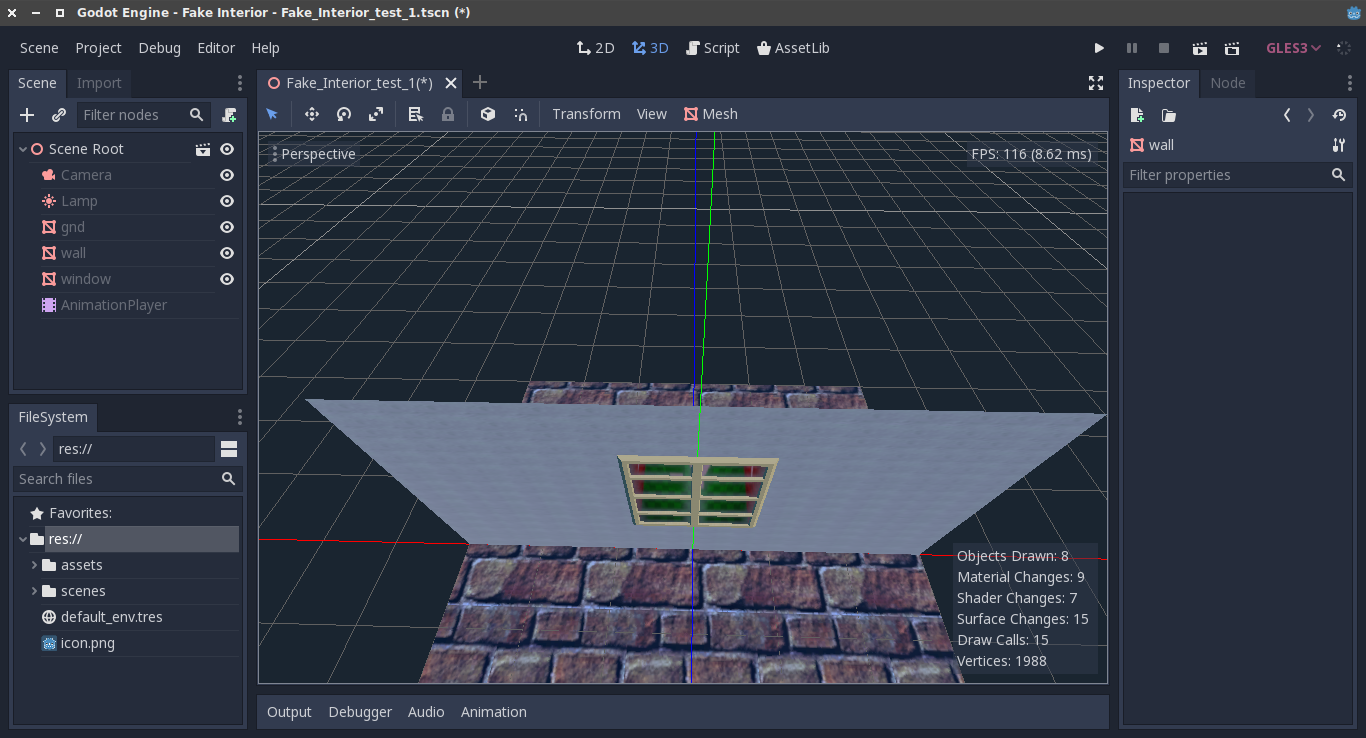 Godot Engine - Fake Interior - Fake_Interior_test_1.tscn (*)
Scene Project Debug Editor Help
2D 3D Script AssetLib
GLES3
Scene Import
Filter nodes
Scene Root
Camera
Lamp
gnd
wall
window
AnimationPlayer
FileSystem
res://
Search files
Favorites:
res://
assets
scenes
default_env.tres
icon.png
Fake_Interior_test_1(*)
Transform View Mesh
Perspective
FPS: 116 (8.62 ms)
Objects Drawn: 8
Material Changes: 9
Shader Changes: 7
Surface Changes: 15
Draw Calls: 15
Vertices: 1988
Output Debugger Audio Animation
Inspector Node
wall
Filter properties